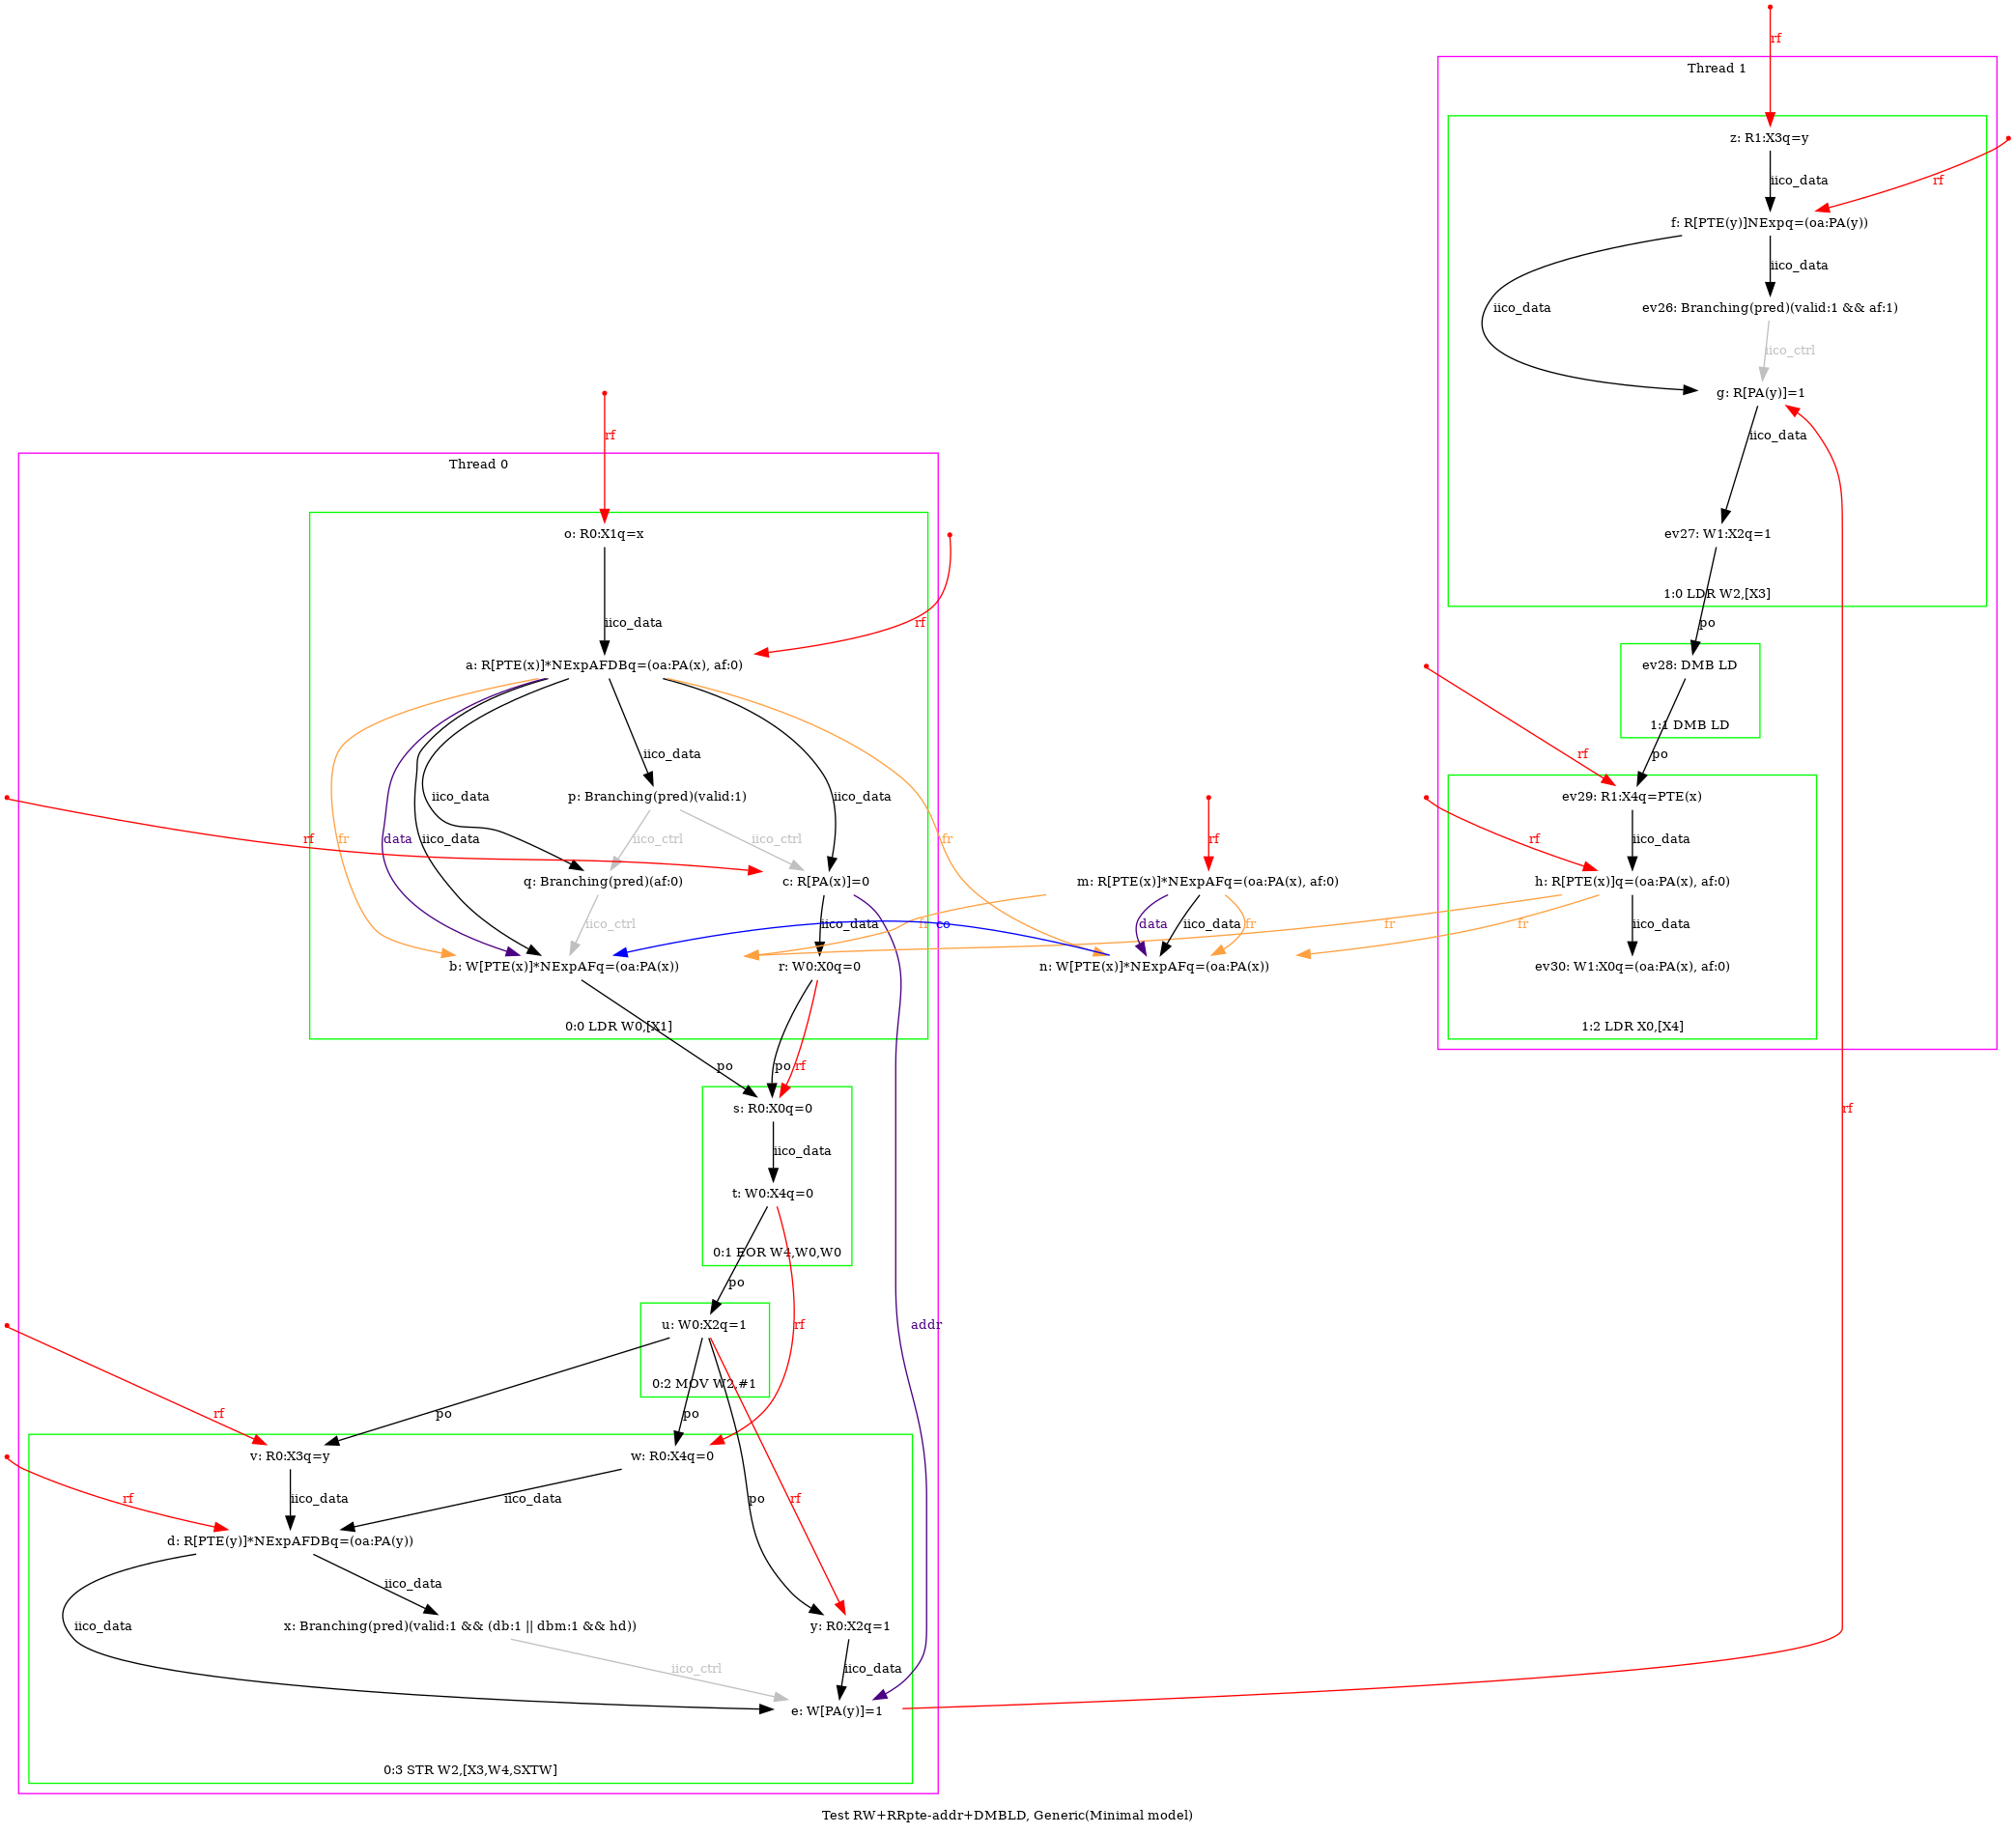 rf
Thread 1
z: R1:X3q=y
iico_data
rf
f: R[PTE(y)]NExpq=(oa:PA(y))
iico_data
iico_data
ev26: Branching(pred)(valid:1 && af:1)
iico_ctrl
g: R[PA(y)]=1
iico_data
ev27: W1:X2q=1
1:0 LDR W2,[X3]
po
ev28: DMB LD
1:1 DMB LD
po
rf
ev29: R1:X4q=PTE(x)
rf
iico_data
h: R[PTE(x)]q=(oa:PA(x), af:0)
fr
fr
iico_data
ev30: W1:X0q=(oa:PA(x), af:0)
1:2 LDR X0,[X4]
rf
rf
Thread 0
o: R0:X1q=x
iico_data
rf
a: R[PTE(x)]*NExpAFDBq=(oa:PA(x), af:0)
iico_data
p: Branching(pred)(valid:1)
iico_data
iico_data
rf
fr
data
iico_data
iico_ctrl
iico_ctrl
fr
q: Branching(pred)(af:0)
c: R[PA(x)]=0
iico_ctrl
iico_data
b: W[PTE(x)]*NExpAFq=(oa:PA(x))
r: W0:X0q=0
0:0 LDR W0,[X1]
rf
m: R[PTE(x)]*NExpAFq=(oa:PA(x), af:0)
fr
co
data
iico_data
fr
n: W[PTE(x)]*NExpAFq=(oa:PA(x))
po
po
rf
s: R0:X0q=0
iico_data
t: W0:X4q=0
0:1 EOR W4,W0,W0
po
rf
addr
u: W0:X2q=1
0:2 MOV W2,#1
rf
po
po
v: R0:X3q=y
w: R0:X4q=0
rf
iico_data
iico_data
po
rf
d: R[PTE(y)]*NExpAFDBq=(oa:PA(y))
iico_data
iico_data
x: Branching(pred)(valid:1 && (db:1 || dbm:1 && hd))
y: R0:X2q=1
iico_ctrl
iico_data
e: W[PA(y)]=1
0:3 STR W2,[X3,W4,SXTW]
Test RW+RRpte-addr+DMBLD, Generic(Minimal model)